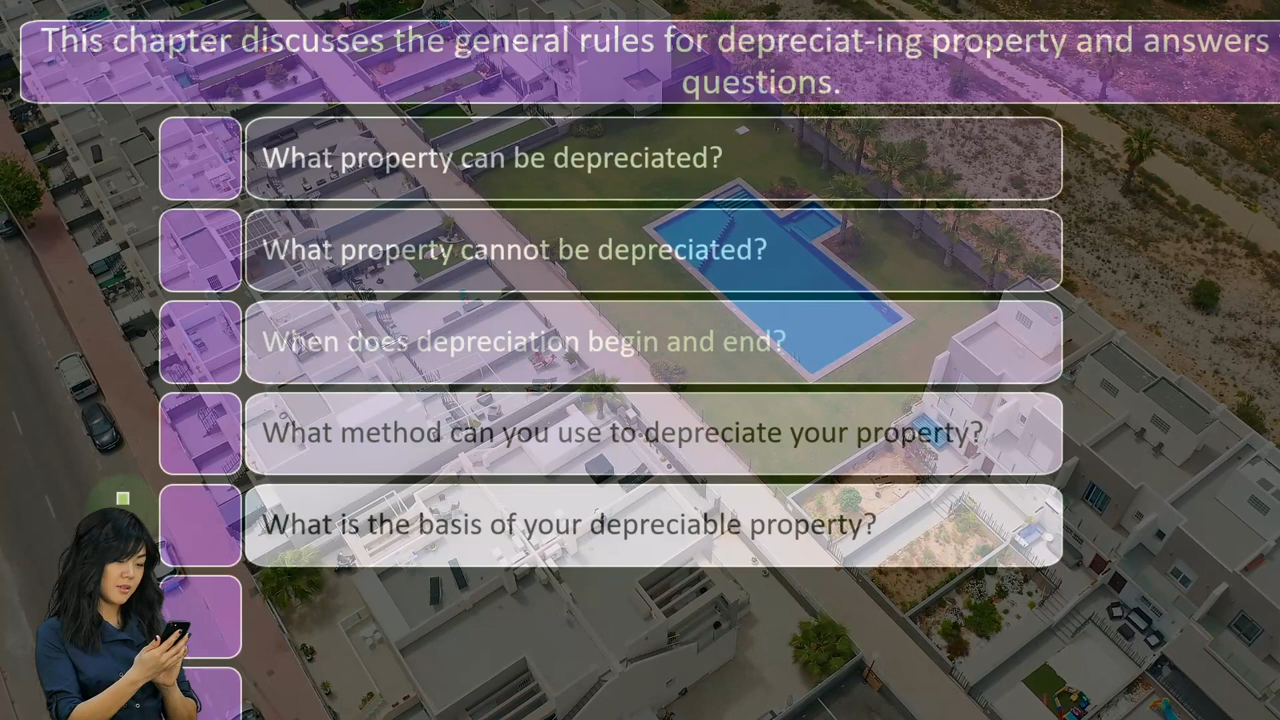 This chapter discusses the general rules for depreciat-ing property and answers
questions.
What property can be depreciated?
What property cannot be depreciated?
When does depreciation begin and end?
What method can you use to depreciate your property?
What is the basis of your depreciable property?